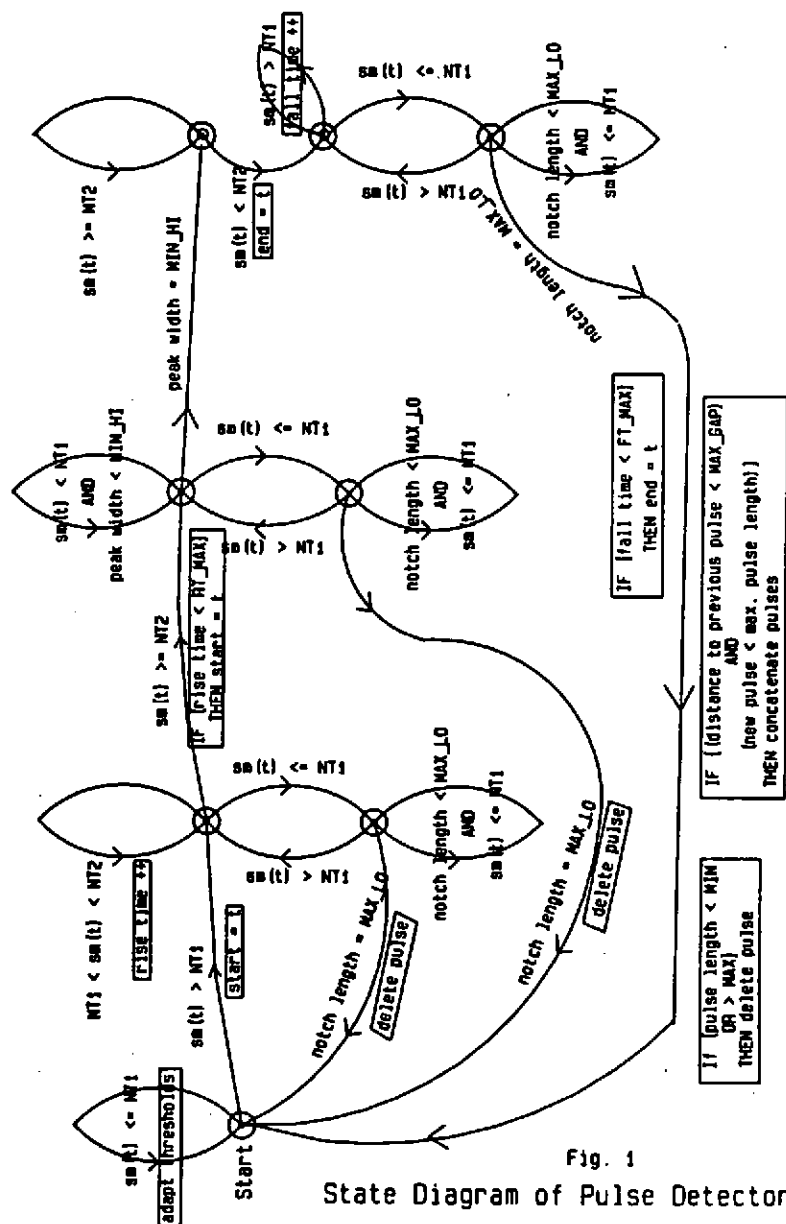 sm(t) <= NT1
adapt thresholds
Start
sm(t) > NT1
start = t
NT1 < sm(t) < NT2
rise time ++
sm(t) <= NT1
sm(t) > NT1
notch length < MAX_LO
AND
sm(t) <= NT1
notch length = MAX_LO
delete pulse
sm(t) >= NT2
IF [rise time < RT_MAX]
THEN start = t
sm(t) < NT1
AND
peak width < MIN_HI
sm(t) <= NT1
sm(t) > NT1
notch length < MAX_LO
AND
sm(t) <= NT1
notch length = MAX_LO
delete pulse
peak width = MIN_HI
sm(t) >= NT2
sm(t) < NT2
end = t
sm(t) > NT1
fall time ++
sm(t) <= NT1
sm(t) > NT1
notch length < MAX_LO
AND
sm(t) <= NT1
notch length = MAX_LO
IF [fall time < FT_MAX]
THEN end = t
IF [(distance to previous pulse < MAX_GAP)
AND
(new pulse < max. pulse length)]
THEN concatenate pulses
If [pulse length < MIN
OR > MAX]
THEN delete pulse
Fig. 1
State Diagram of Pulse Detector